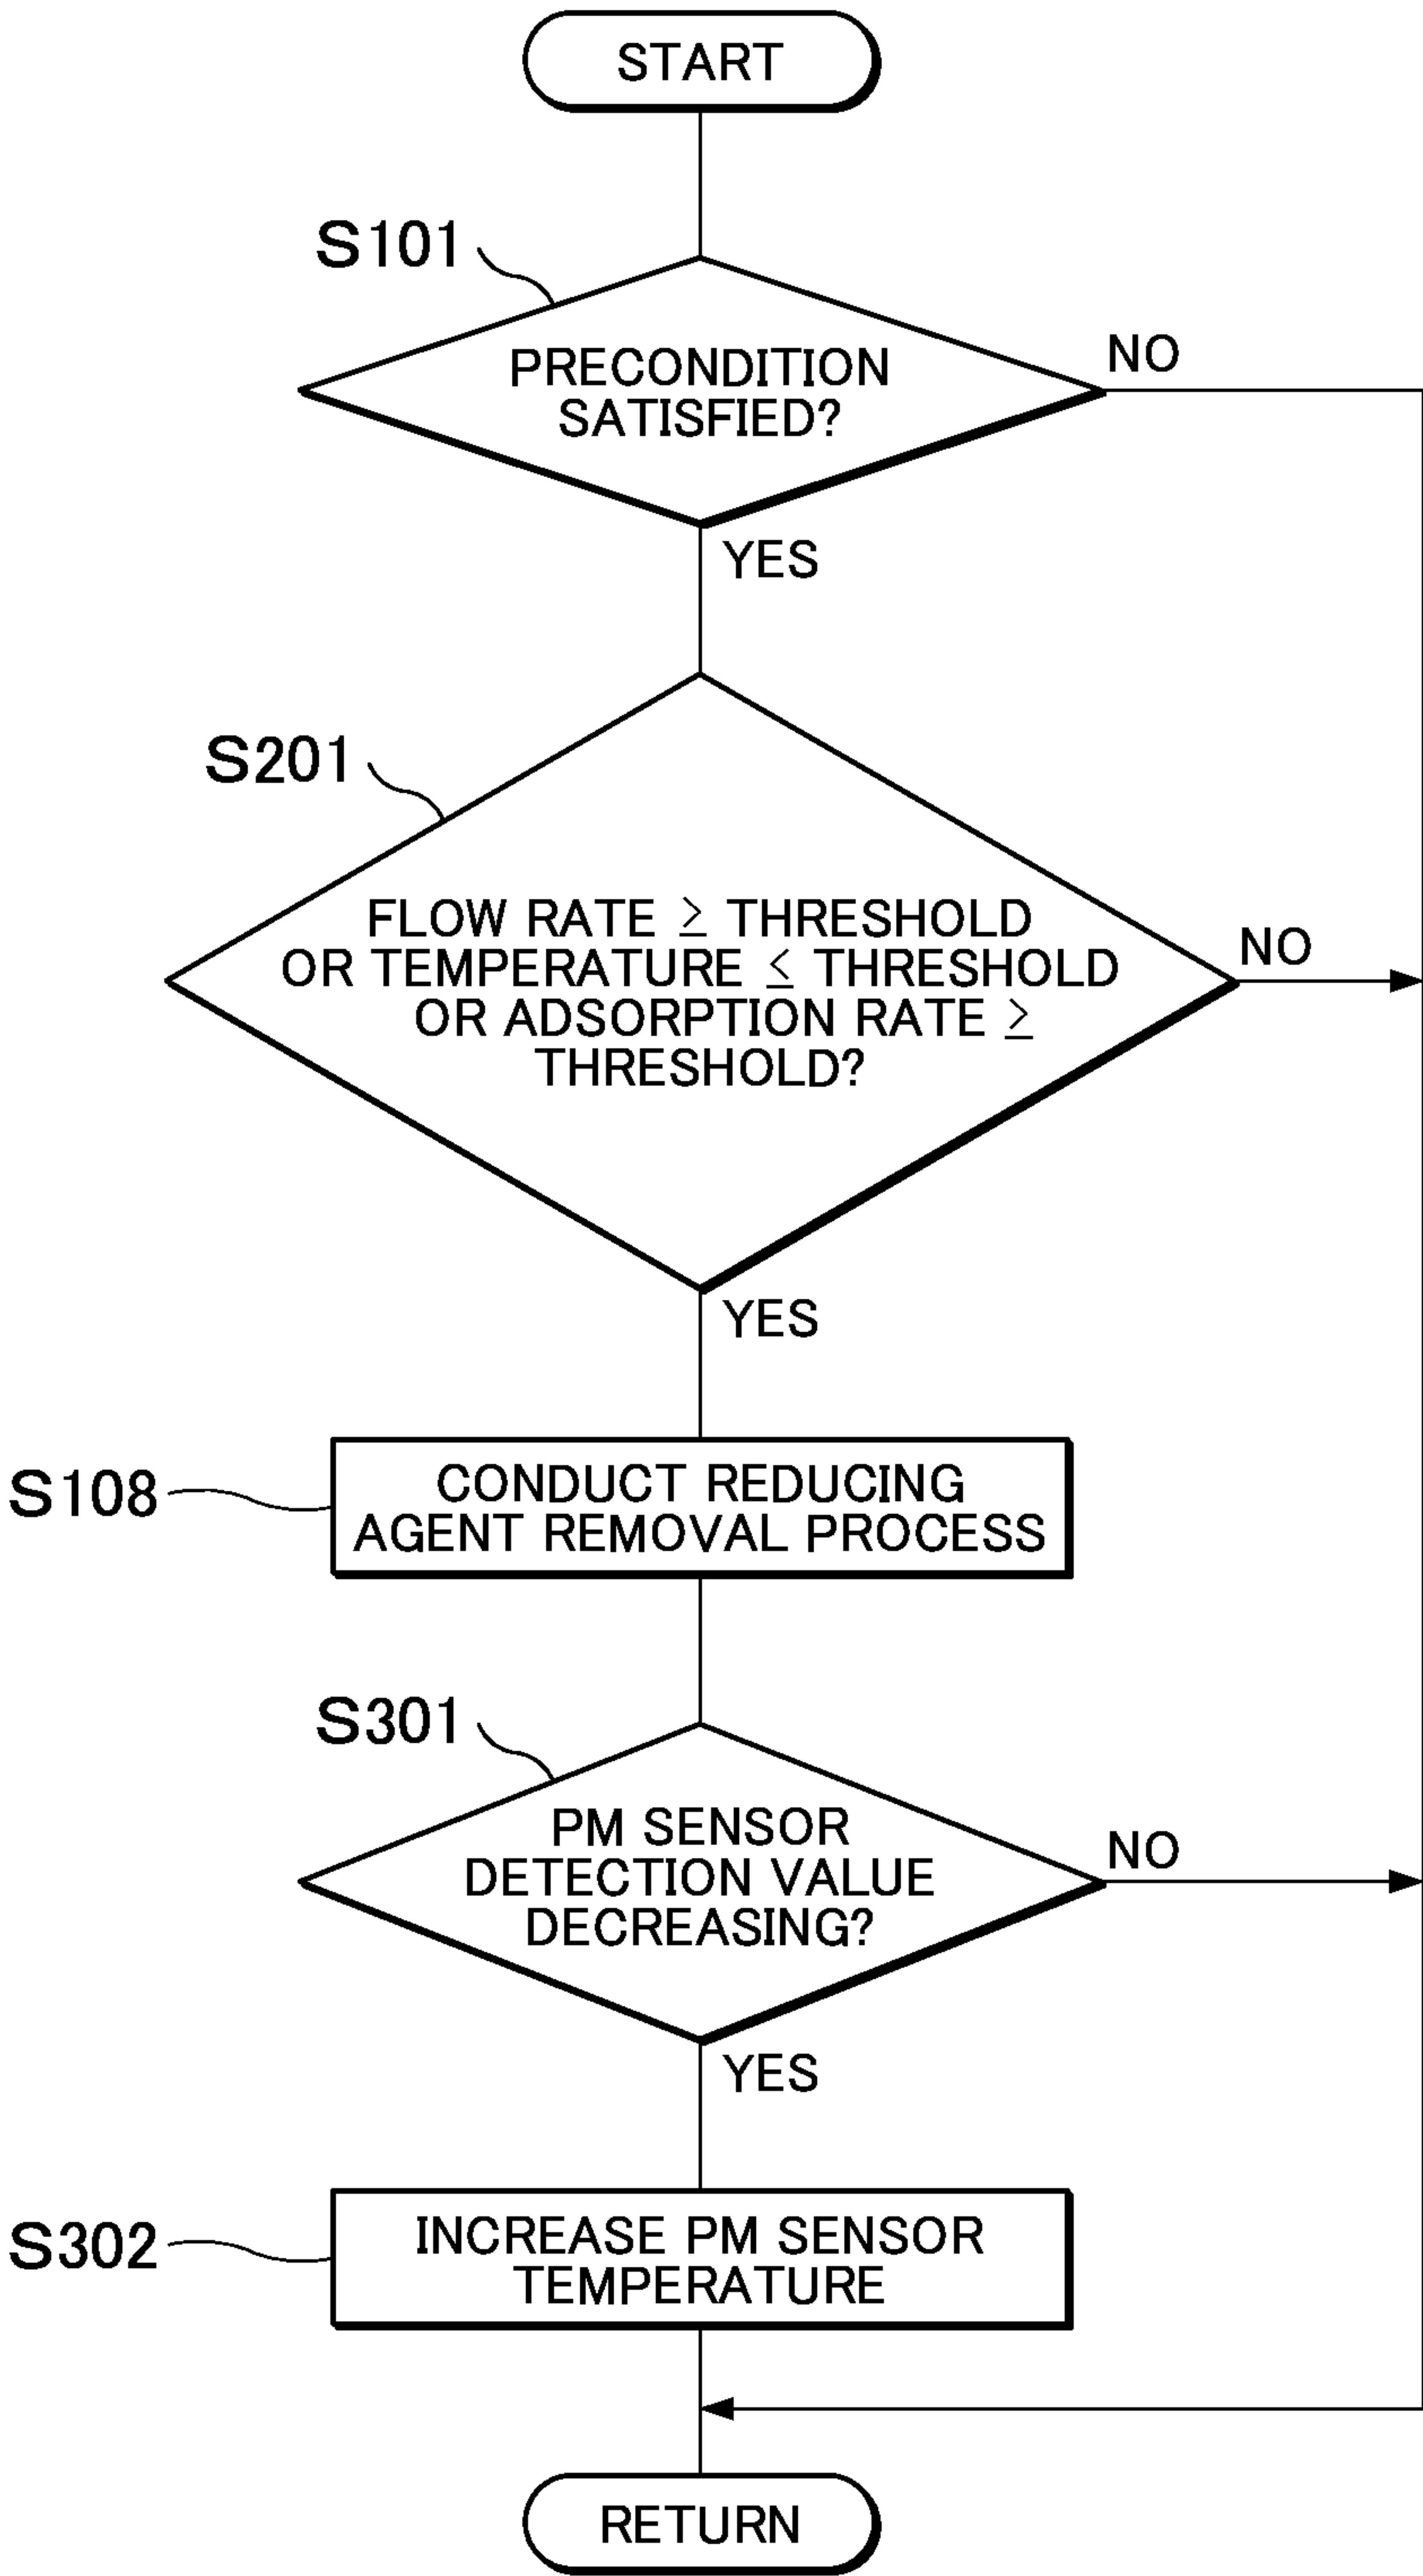 START
S101
PRECONDITION
SATISFIED?
NO
YES
S201
FLOW RATE ≥ THRESHOLD
OR TEMPERATURE ≤ THRESHOLD
OR ADSORPTION RATE ≥
THRESHOLD?
NO
YES
S108
CONDUCT REDUCING
AGENT REMOVAL PROCESS
S301
PM SENSOR
DETECTION VALUE
DECREASING?
NO
YES
S302
INCREASE PM SENSOR
TEMPERATURE
RETURN